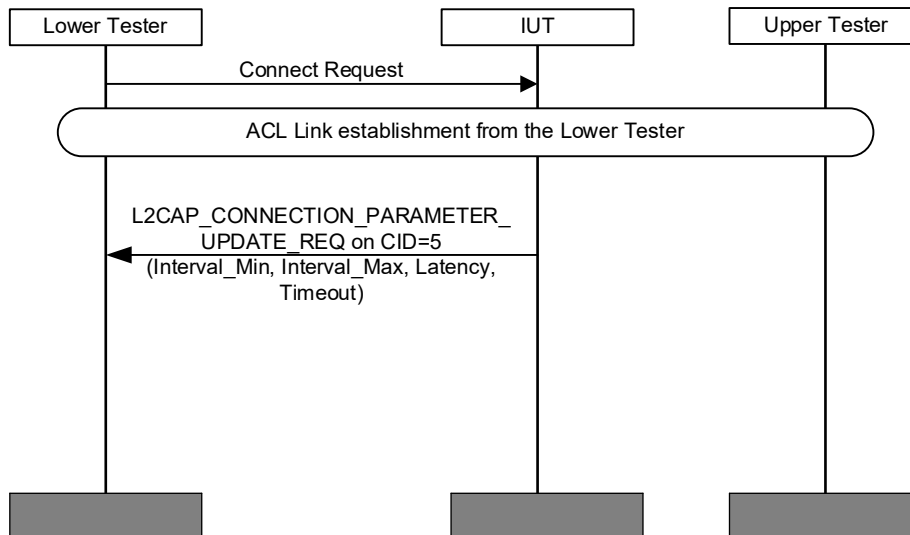 Lower Tester
IUT
Upper Tester
Connect Request
ACL Link establishment from the Lower Tester
L2CAP_CONNECTION_PARAMETER_
UPDATE_REQ on CID=5
(Interval_Min, Interval_Max, Latency,
Timeout)